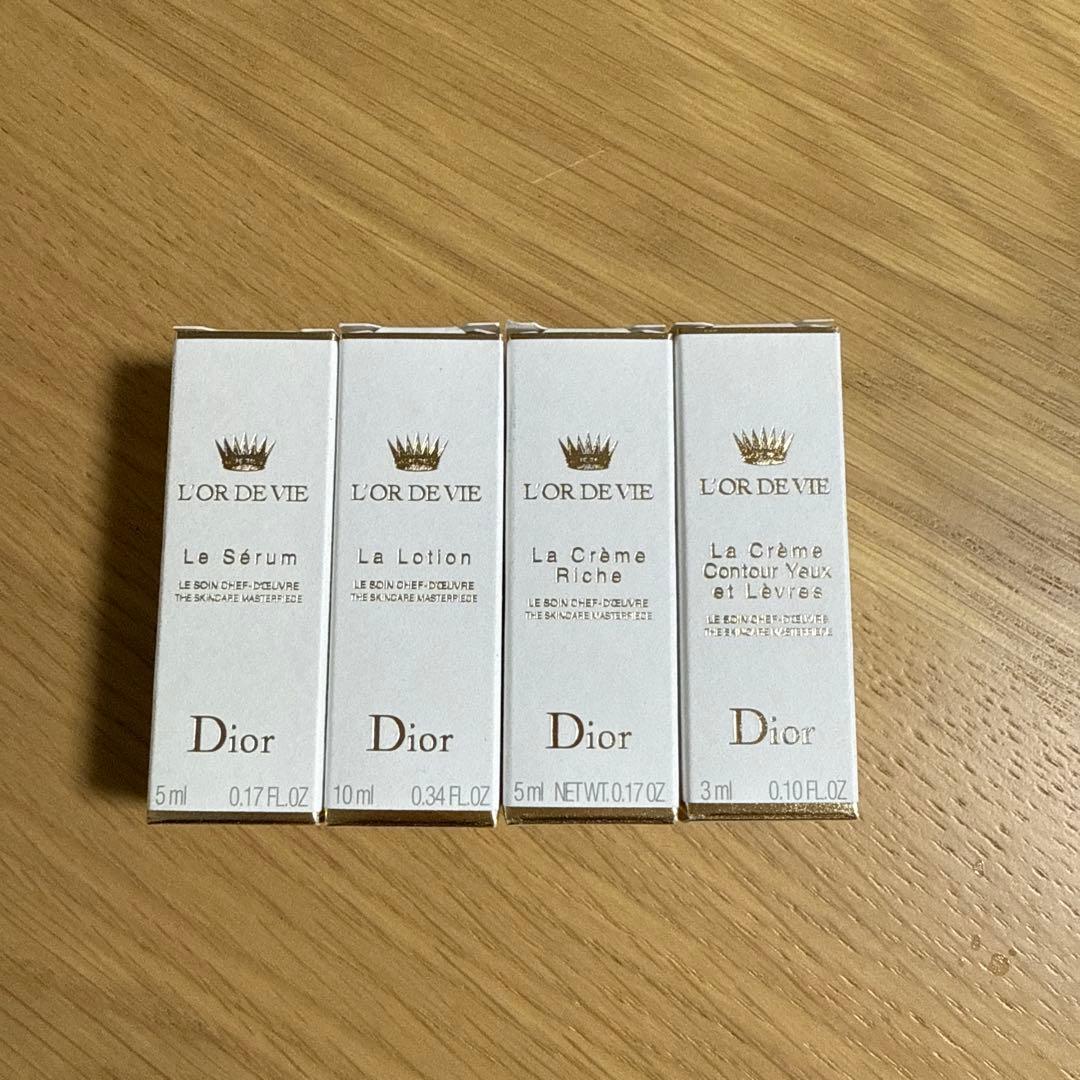 L'OR DE VIE
Le Sérum
LE SOIN CHEF-D'ŒUVRE
THE SKINCARE MASTERPIECE
Dior
5 ml 0.17 FL.OZ
L'OR DE VIE
La Lotion
LE SOIN CHEF-D'ŒUVRE
THE SKINCARE MASTERPIECE
Dior
10 ml 0.34 FL.OZ
L'OR DE VIE
La Crème
Riche
LE SOIN CHEF-D'ŒUVRE
THE SKINCARE MASTERPIECE
Dior
5 ml NET WT. 0.17 OZ
L'OR DE VIE
La Crème
Contour Yeux
et Lèvres
LE SOIN CHEF-D'ŒUVRE
THE SKINCARE MASTERPIECE
Dior
3 ml 0.10 FL.OZ